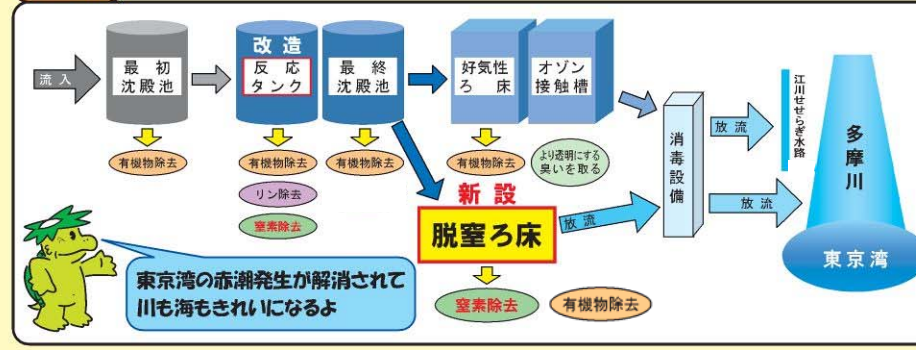 流入
最初
沈殿池
有機物除去
改造
反応
タンク
有機物除去
リン除去
窒素除去
最終
沈殿池
有機物除去
好気性
ろ床
有機物除去
オゾン
接触槽
より透明にする
臭いを取る
新設
脱窒ろ床
放流
窒素除去
有機物除去
消毒設備
放流
放流
江川せせらぎ水路
多摩川
東京湾
東京湾の赤潮発生が解消されて
川も海もきれいになるよ